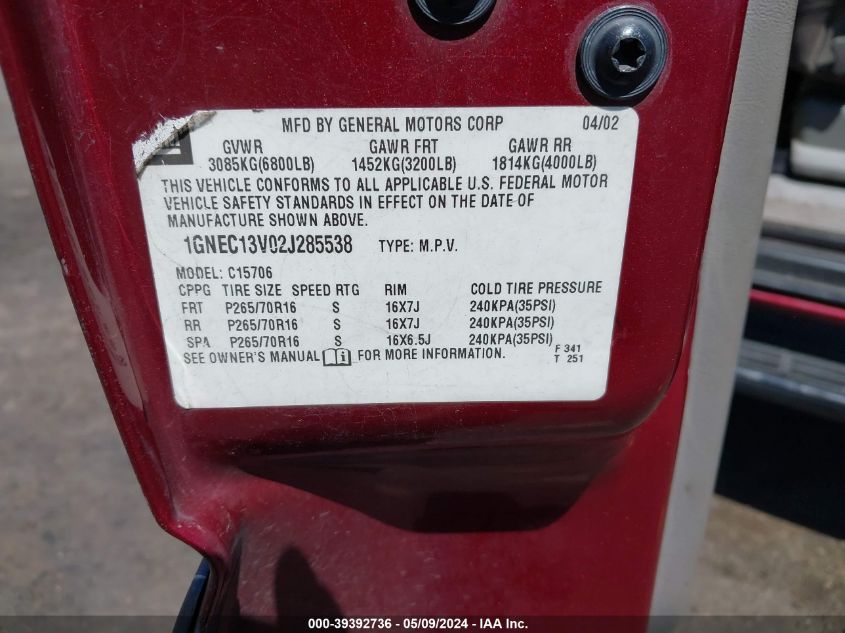 MFD BY GENERAL MOTORS CORP 04/02
GVWR GAWR FRT GAWR RR
3085KG(6800LB) 1452KG(3200LB) 1814KG(4000LB)
THIS VEHICLE CONFORMS TO ALL APPLICABLE U.S. FEDERAL MOTOR
VEHICLE SAFETY STANDARDS IN EFFECT ON THE DATE OF
MANUFACTURE SHOWN ABOVE.
1GNEC13V02J285538 TYPE: M.P.V.
MODEL: C15706
CPPG TIRE SIZE SPEED RTG RIM COLD TIRE PRESSURE
FRT P265/70R16 S 16X7J 240KPA(35PSI)
RR P265/70R16 S 16X7J 240KPA(35PSI)
SPA P265/70R16 S 16X6.5J 240KPA(35PSI)
SEE OWNER'S MANUAL i FOR MORE INFORMATION.
F 341
T 251
000-39392736 - 05/09/2024 - IAA Inc.